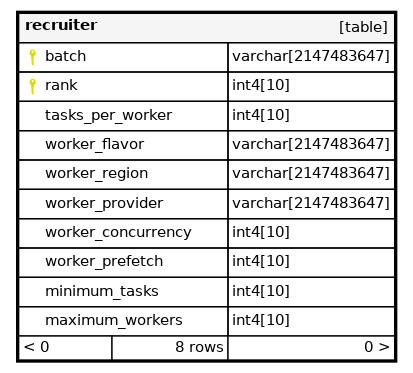 recruiter [table]
batch varchar[2147483647]
rank int4[10]
tasks_per_worker int4[10]
worker_flavor varchar[2147483647]
worker_region varchar[2147483647]
worker_provider varchar[2147483647]
worker_concurrency int4[10]
worker_prefetch int4[10]
minimum_tasks int4[10]
maximum_workers int4[10]
< 0 8 rows 0 >